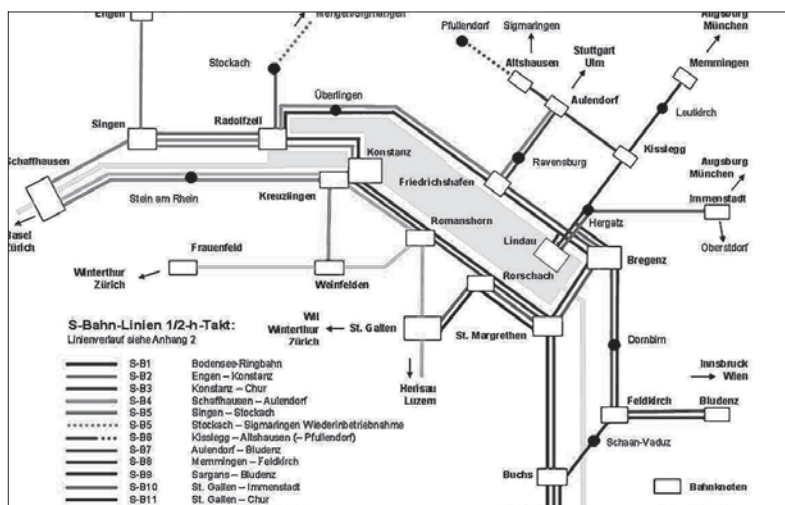 Engen
Mengen/Sigmaringen
Pfullendorf
Sigmaringen
Augsburg
München
Stockach
Altshausen
Stuttgart
Ulm
Memmingen
Überlingen
Aulendorf
Leutkirch
Singen
Radolfzell
Konstanz
Kisslegg
Schaffhausen
Ravensburg
Augsburg
München
Friedrichshafen
Kreuzlingen
Immenstadt
Stein am Rhein
Romanshorn
Hergatz
Basel
Zürich
Lindau
Oberstdorf
Frauenfeld
Rorschach
Bregenz
Winterthur
Zürich
Weinfelden
S-Bahn-Linien 1/2-h-Takt:
Linienverlauf siehe Anhang 2
Wil
Winterthur
Zürich
St. Gallen
St. Margrethen
Dornbirn
Innsbruck
Wien
Herisau
Luzern
Feldkirch
Bludenz
Schaan-Vaduz
Buchs
Bahnknoten
S-B1 Bodensee-Ringbahn
S-B2 Engen – Konstanz
S-B3 Konstanz – Chur
S-B4 Schaffhausen – Aulendorf
S-B5 Singen – Stockach
S-B5 Stockach – Sigmaringen Wiederinbetriebnahme
S-B6 Kisslegg – Altshausen (– Pfullendorf)
S-B7 Aulendorf – Bludenz
S-B8 Memmingen – Feldkirch
S-B9 Sargans – Bludenz
S-B10 St. Gallen – Immenstadt
S-B11 St. Gallen – Chur